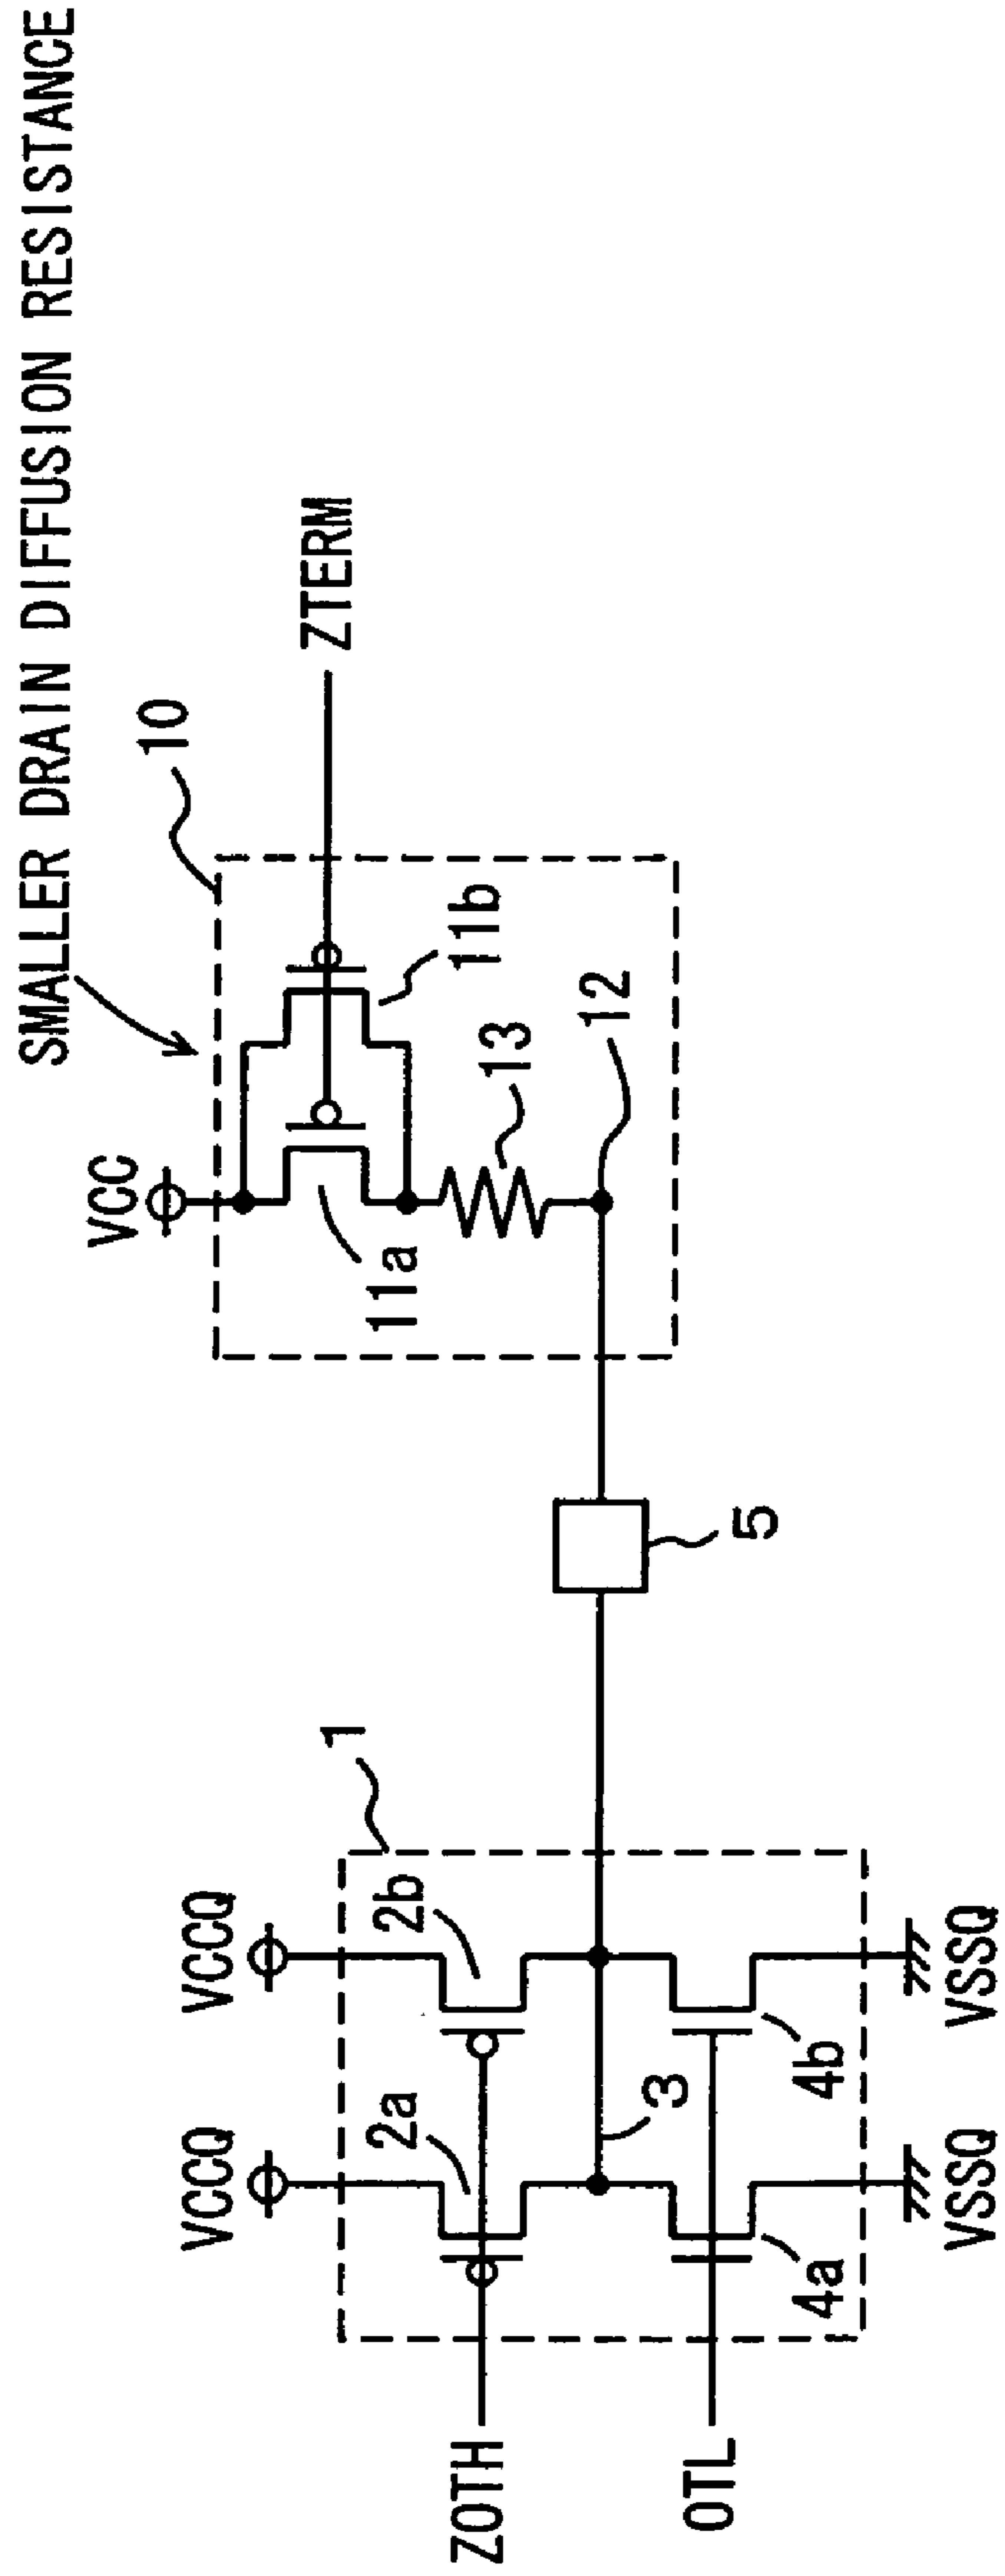 SMALLER DRAIN DIFFUSION RESISTANCE
VCC
10
ZTERM
11a
11b
13
12
5
1
VCCQ
VCCQ
2a
2b
ZOTH
3
OTL
4a
4b
VSSQ
VSSQ